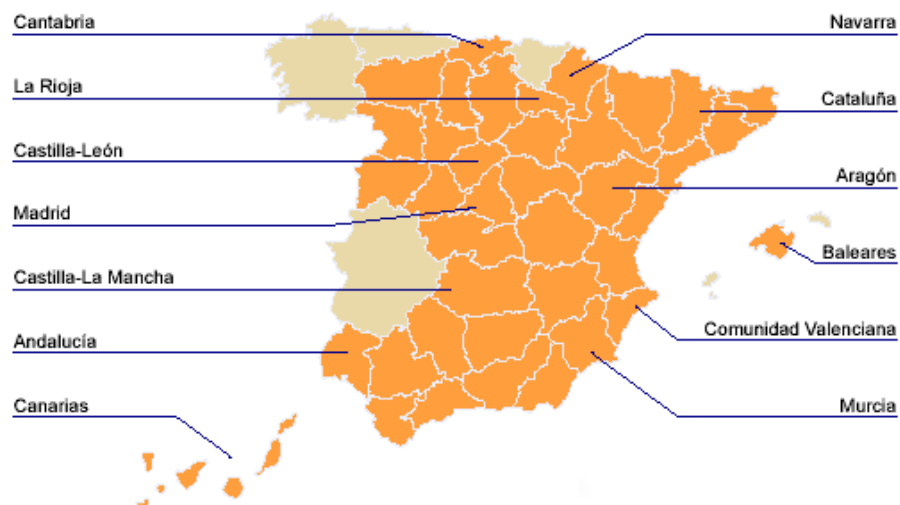 Cantabria
Navarra
La Rioja
Cataluña
Castilla-León
Aragón
Madrid
Baleares
Castilla-La Mancha
Comunidad Valenciana
Andalucía
Canarias
Murcia